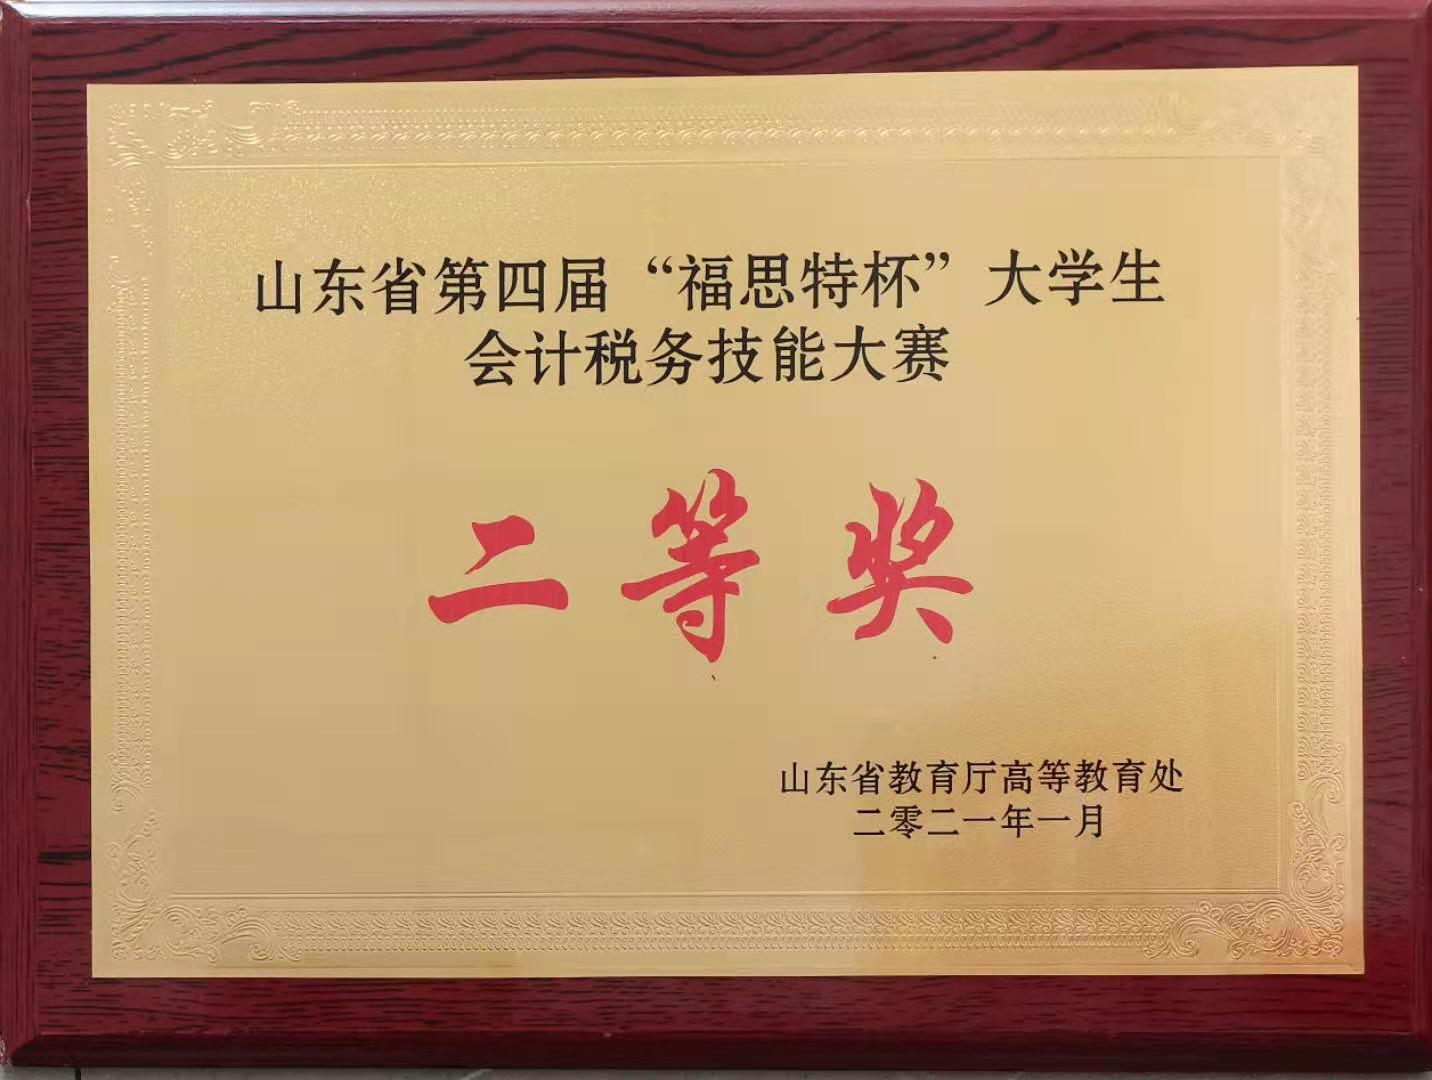 山东省第四届“福思特杯”大学生
会计税务技能大赛
二等奖
山东省教育厅高等教育处
二零二一年一月